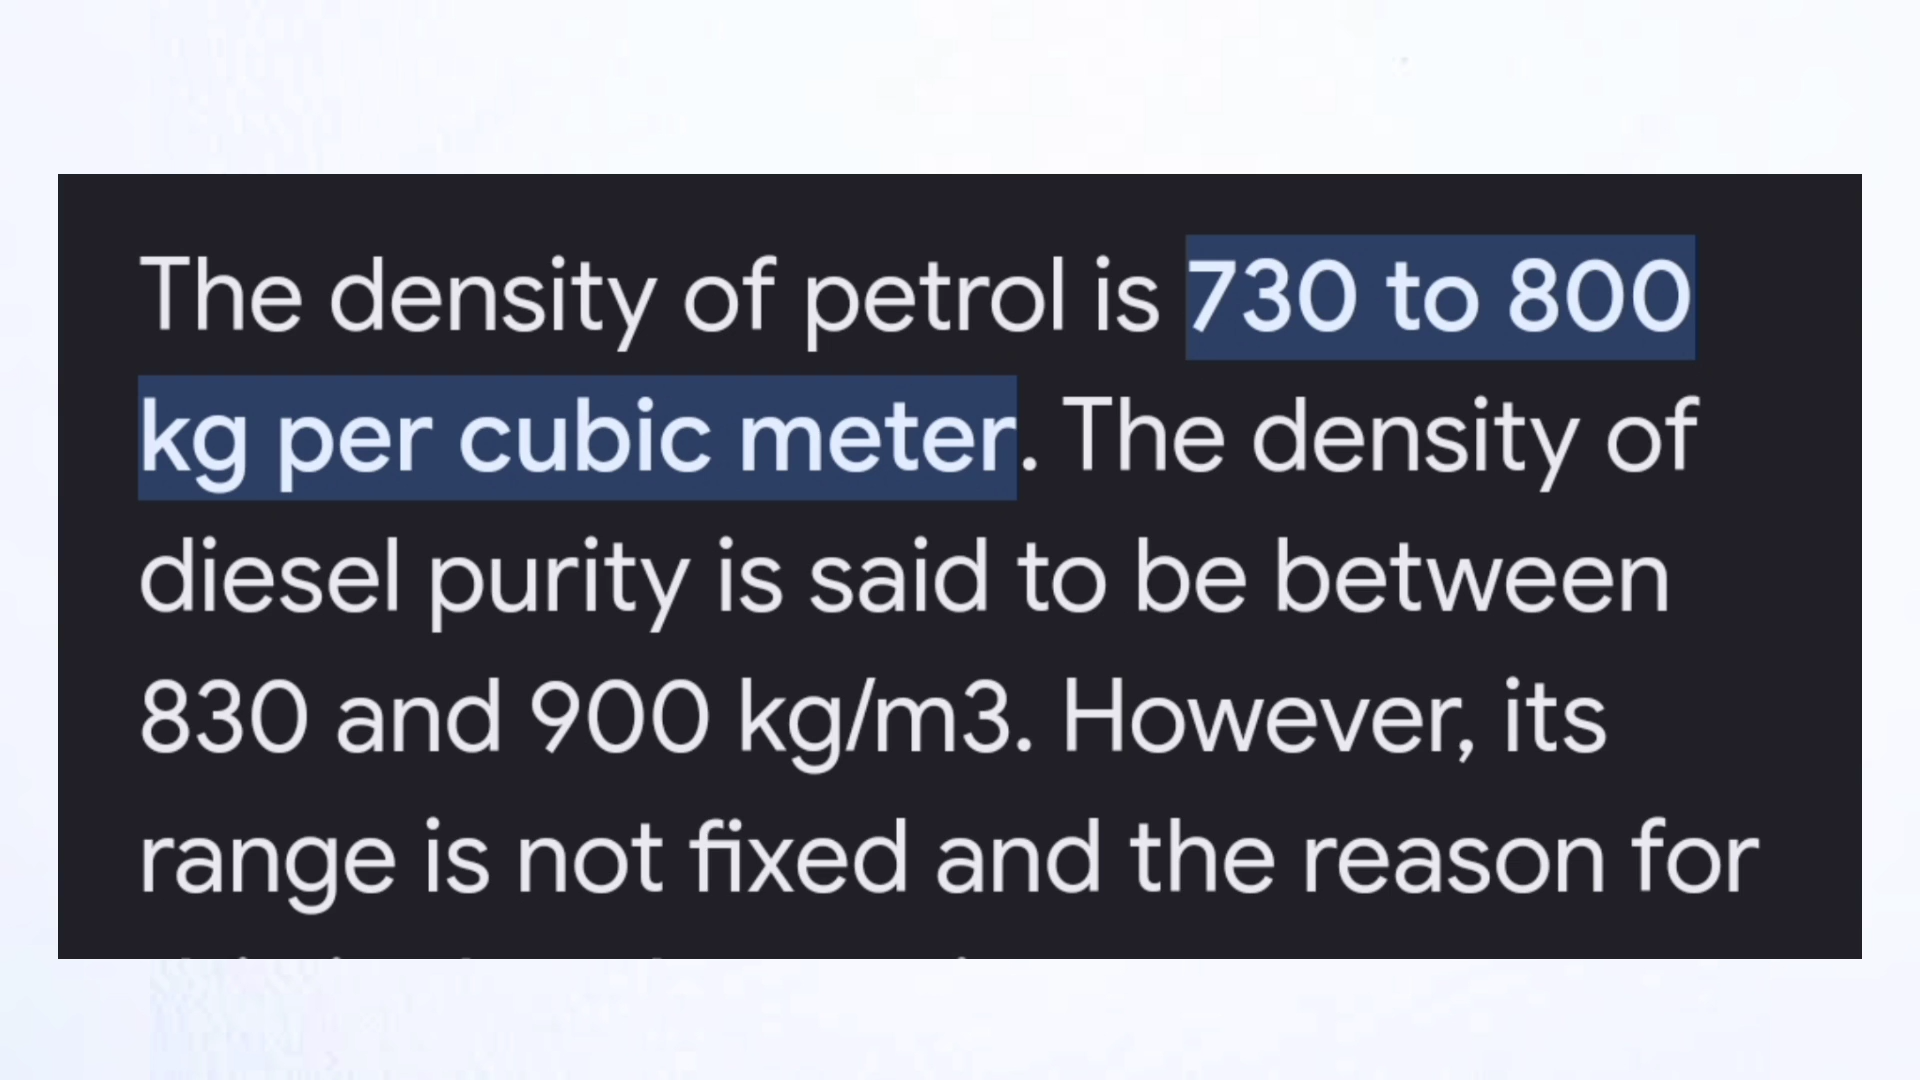 The density of petrol is 730 to 800
kg per cubic meter. The density of
diesel purity is said to be between
830 and 900 kg/m3. However, its
range is not fixed and the reason for